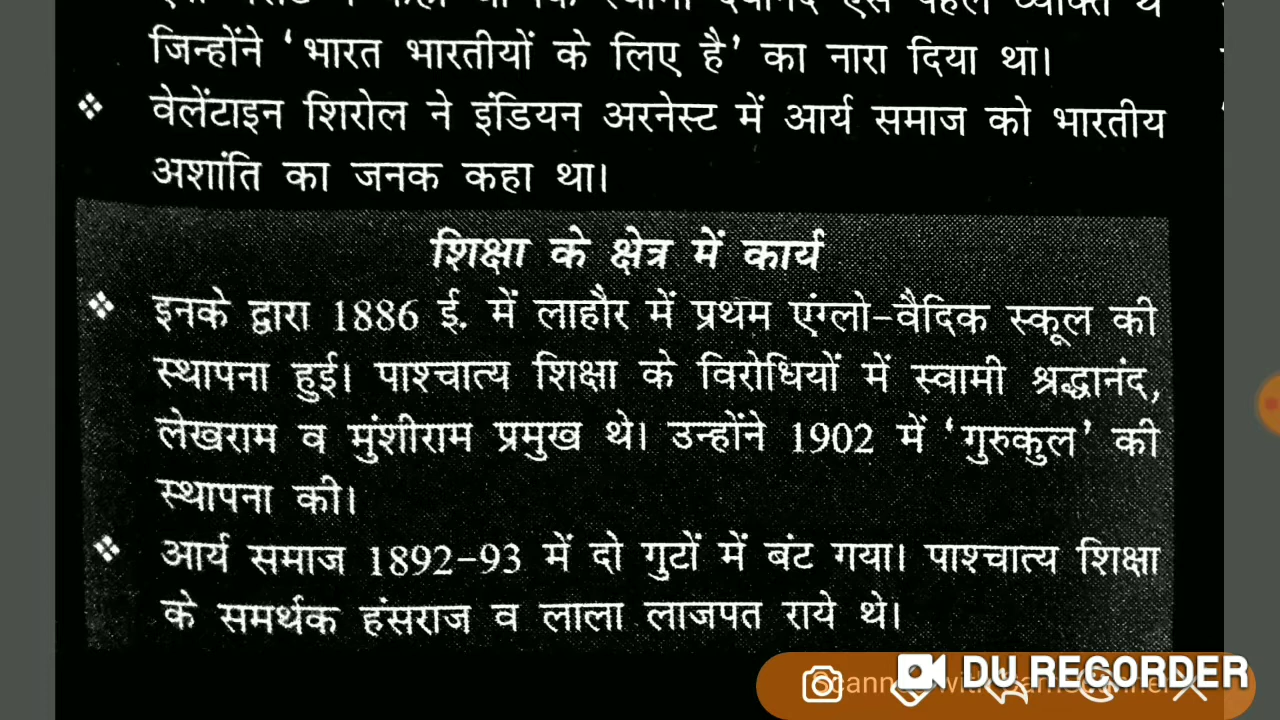 जिन्होंने ‘भारत भारतीयों के लिए है’ का नारा दिया था।
❖ वेलेंटाइन शिरोल ने इंडियन अरनेस्ट में आर्य समाज को भारतीय
अशांति का जनक कहा था।
शिक्षा के क्षेत्र में कार्य
❖ इनके द्वारा 1886 ई. में लाहौर में प्रथम एंग्लो-वैदिक स्कूल की
स्थापना हुई। पाश्चात्य शिक्षा के विरोधियों में स्वामी श्रद्धानंद,
लेखराम व मुंशीराम प्रमुख थे। उन्होंने 1902 में ‘गुरुकुल’ की
स्थापना की।
❖ आर्य समाज 1892-93 में दो गुटों में बंट गया। पाश्चात्य शिक्षा
के समर्थक हंसराज व लाला लाजपत राये थे।
DU RECORDER